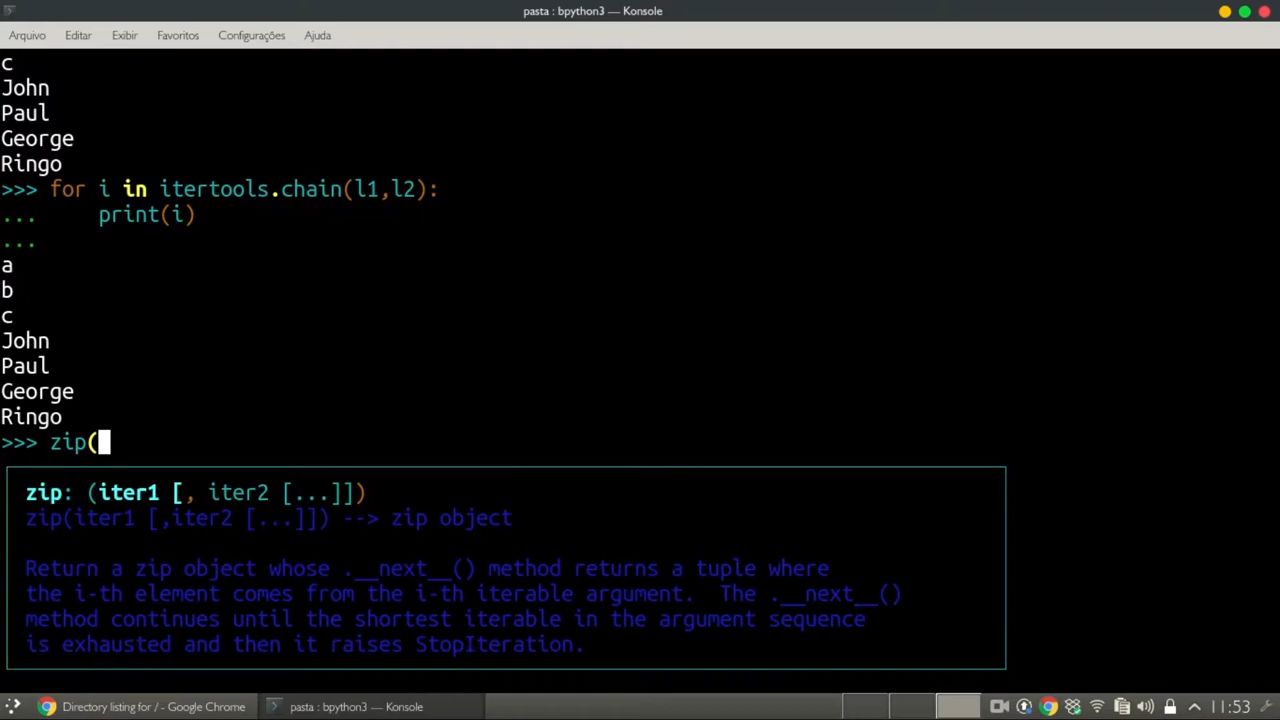 pasta : bpython3 — Konsole
Arquivo Editar Exibir Favoritos Configurações Ajuda
c
John
Paul
George
Ringo
>>> for i in itertools.chain(l1,l2):
...     print(i)
...
a
b
c
John
Paul
George
Ringo
>>> zip(
zip: (iter1 [, iter2 [...]])
zip(iter1 [,iter2 [...]]) --> zip object
Return a zip object whose .__next__() method returns a tuple where
the i-th element comes from the i-th iterable argument.  The .__next__()
method continues until the shortest iterable in the argument sequence
is exhausted and then it raises StopIteration.
Directory listing for / - Google Chrome pasta : bpython3 — Konsole 11:53